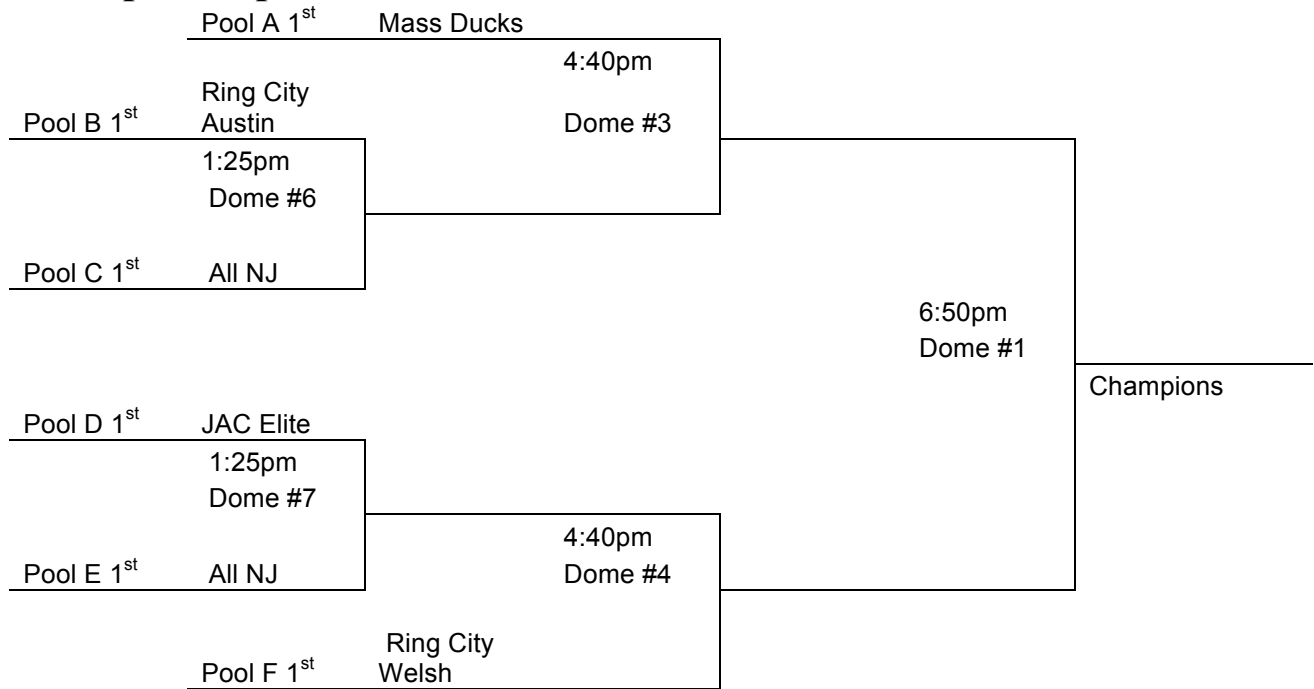 Pool A 1st Mass Ducks
4:40pm
Ring City
Pool B 1st Austin Dome #3
1:25pm
Dome #6
Pool C 1st All NJ
6:50pm
Dome #1
Champions
Pool D 1st JAC Elite
1:25pm
Dome #7
4:40pm
Pool E 1st All NJ Dome #4
Ring City
Pool F 1st Welsh